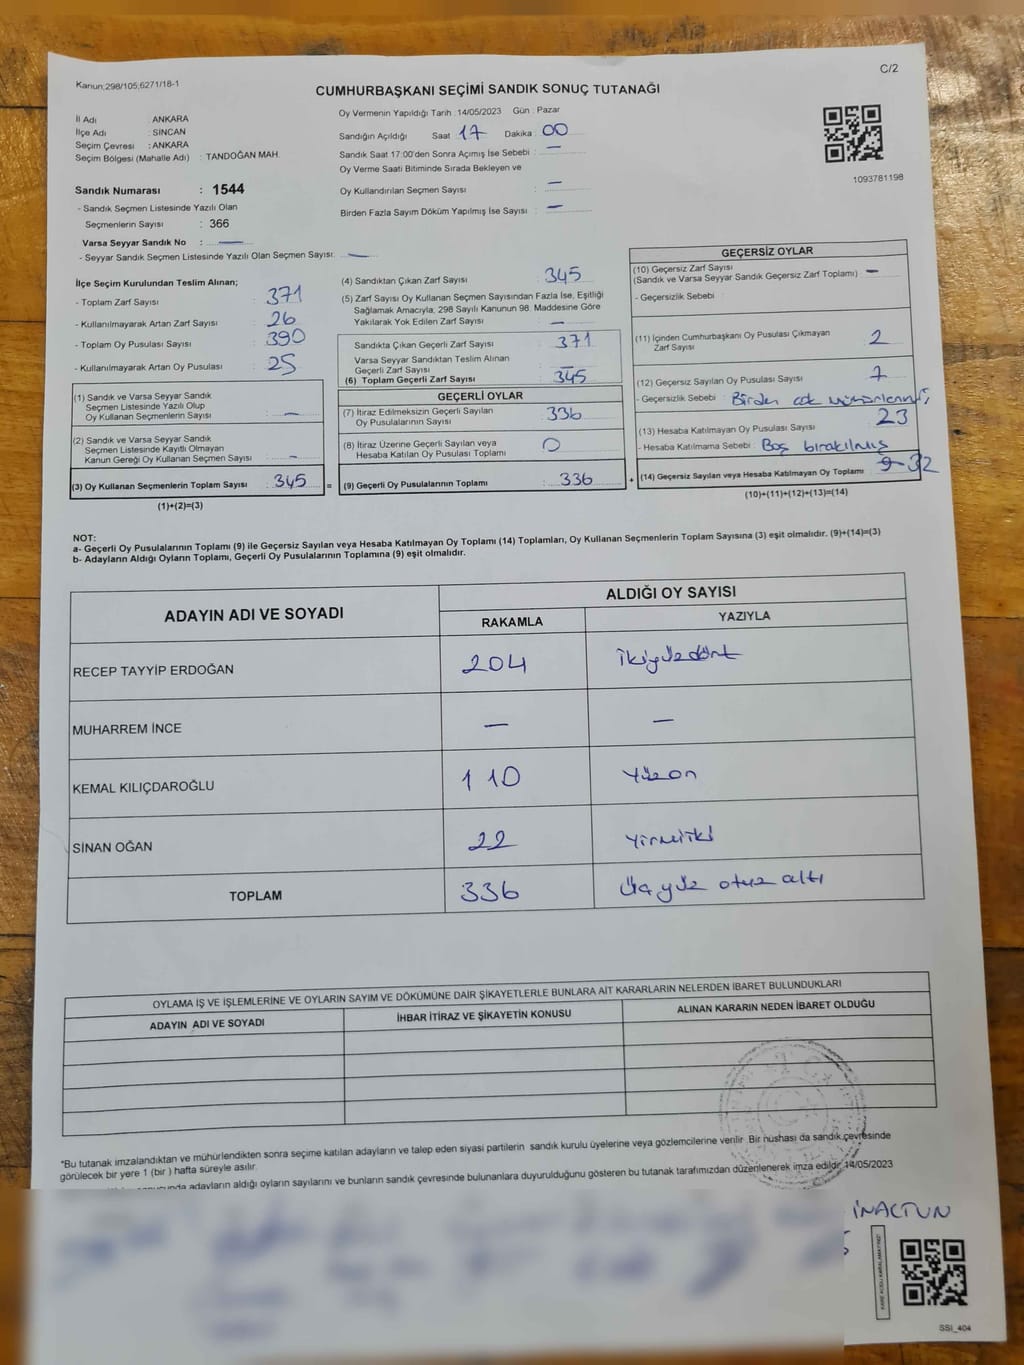 Kanun;298/105;6271/18-1
C/2
CUMHURBAŞKANI SEÇİMİ SANDIK SONUÇ TUTANAĞI
İl Adı : ANKARA
İlçe Adı : SİNCAN
Seçim Çevresi : ANKARA
Seçim Bölgesi (Mahalle Adı) : TANDOĞAN MAH.
Sandık Numarası : 1544
- Sandık Seçmen Listesinde Yazılı Olan
Seçmenlerin Sayısı : 366
Varsa Seyyar Sandık No : —
- Seyyar Sandık Seçmen Listesinde Yazılı Olan Seçmen Sayısı: —
Oy Vermenin Yapıldığı Tarih :14/05/2023 Gün : Pazar
Sandığın Açıldığı Saat 17 Dakika : 00
Sandık Saat 17:00'den Sonra Açımış İse Sebebi : —
Oy Verme Saati Bitiminde Sırada Bekleyen ve
Oy Kullandırılan Seçmen Sayısı : —
Birden Fazla Sayım Döküm Yapılmış İse Sayısı : —
1093781198
İlçe Seçim Kurulundan Teslim Alınan;
- Toplam Zarf Sayısı : 371
- Kullanılmayarak Artan Zarf Sayısı : 26
- Toplam Oy Pusulası Sayısı : 390
- Kullanılmayarak Artan Oy Pusulası : 25
(1) Sandık ve Varsa Seyyar Sandık
Seçmen Listesinde Yazılı Olup
Oy Kullanan Seçmenlerin Sayısı : —
(2) Sandık ve Varsa Seyyar Sandık
Seçmen Listesinde Kayıtlı Olmayan
Kanun Gereği Oy Kullanan Seçmen Sayısı : —
(3) Oy Kullanan Seçmenlerin Toplam Sayısı : 345 =
(1)+(2)=(3)
(4) Sandıktan Çıkan Zarf Sayısı : 345
(5) Zarf Sayısı Oy Kullanan Seçmen Sayısından Fazla İse, Eşitliği
Sağlamak Amacıyla; 298 Sayılı Kanunun 98. Maddesine Göre
Yakılarak Yok Edilen Zarf Sayısı : —
Sandıkta Çıkan Geçerli Zarf Sayısı : 371
Varsa Seyyar Sandıktan Teslim Alınan
Geçerli Zarf Sayısı : —
(6) Toplam Geçerli Zarf Sayısı : 345
GEÇERLİ OYLAR
(7) İtiraz Edilmeksizin Geçerli Sayılan
Oy Pusulalarının Sayısı : 336
(8) İtiraz Üzerine Geçerli Sayılan veya
Hesaba Katılan Oy Pusulası Toplamı : 0
(9) Geçerli Oy Pusulalarının Toplamı : 336 +
GEÇERSİZ OYLAR
(10) Geçersiz Zarf Sayısı
(Sandık ve Varsa Seyyar Sandık Geçersiz Zarf Toplamı) : —
- Geçersizlik Sebebi :
(11) İçinden Cumhurbaşkanı Oy Pusulası Çıkmayan
Zarf Sayısı : 2
(12) Geçersiz Sayılan Oy Pusulası Sayısı : 7
- Geçersizlik Sebebi : Birden çok
(13) Hesaba Katılmayan Oy Pusulası Sayısı : 23
- Hesaba Katılmama Sebebi : Boş bırakılmış
(14) Geçersiz Sayılan veya Hesaba Katılmayan Oy Toplamı : 9 32
(10)+(11)+(12)+(13)=(14)
NOT:
a- Geçerli Oy Pusulalarının Toplamı (9) ile Geçersiz Sayılan veya Hesaba Katılmayan Oy Toplamı (14) Toplamları, Oy Kullanan Seçmenlerin Toplam Sayısına (3) eşit olmalıdır. (9)+(14)=(3)
b- Adayların Aldığı Oyların Toplamı, Geçerli Oy Pusulalarının Toplamına (9) eşit olmalıdır.
ADAYIN ADI VE SOYADI
ALDIĞI OY SAYISI
RAKAMLA YAZIYLA
RECEP TAYYİP ERDOĞAN 204 ikiyüzdört
MUHARREM İNCE — —
KEMAL KILIÇDAROĞLU 110 yüzon
SİNAN OĞAN 22 yirmiiki
TOPLAM 336 üçyüz otuz altı
OYLAMA İŞ VE İŞLEMLERİNE VE OYLARIN SAYIM VE DÖKÜMÜNE DAİR ŞİKAYETLERLE BUNLARA AİT KARARLARIN NELERDEN İBARET BULUNDUKLARI
ADAYIN ADI VE SOYADI İHBAR İTİRAZ VE ŞİKAYETİN KONUSU ALINAN KARARIN NEDEN İBARET OLDUĞU
*Bu tutanak imzalandıktan ve mühürlendikten sonra seçime katılan adayların ve talep eden siyasi partilerin sandık kurulu üyelerine veya gözlemcilerine verilir. Bir nüshası da sandık çevresinde
görülecek bir yere 1 (bir) hafta süreyle asılır.
adayların aldığı oyların sayılarını ve bunların sandık çevresinde bulunanlara duyurulduğunu gösteren bu tutanak tarafımızdan düzenlenerek imza edildi. 14/05/2023
İNALTUN
SSİ_404